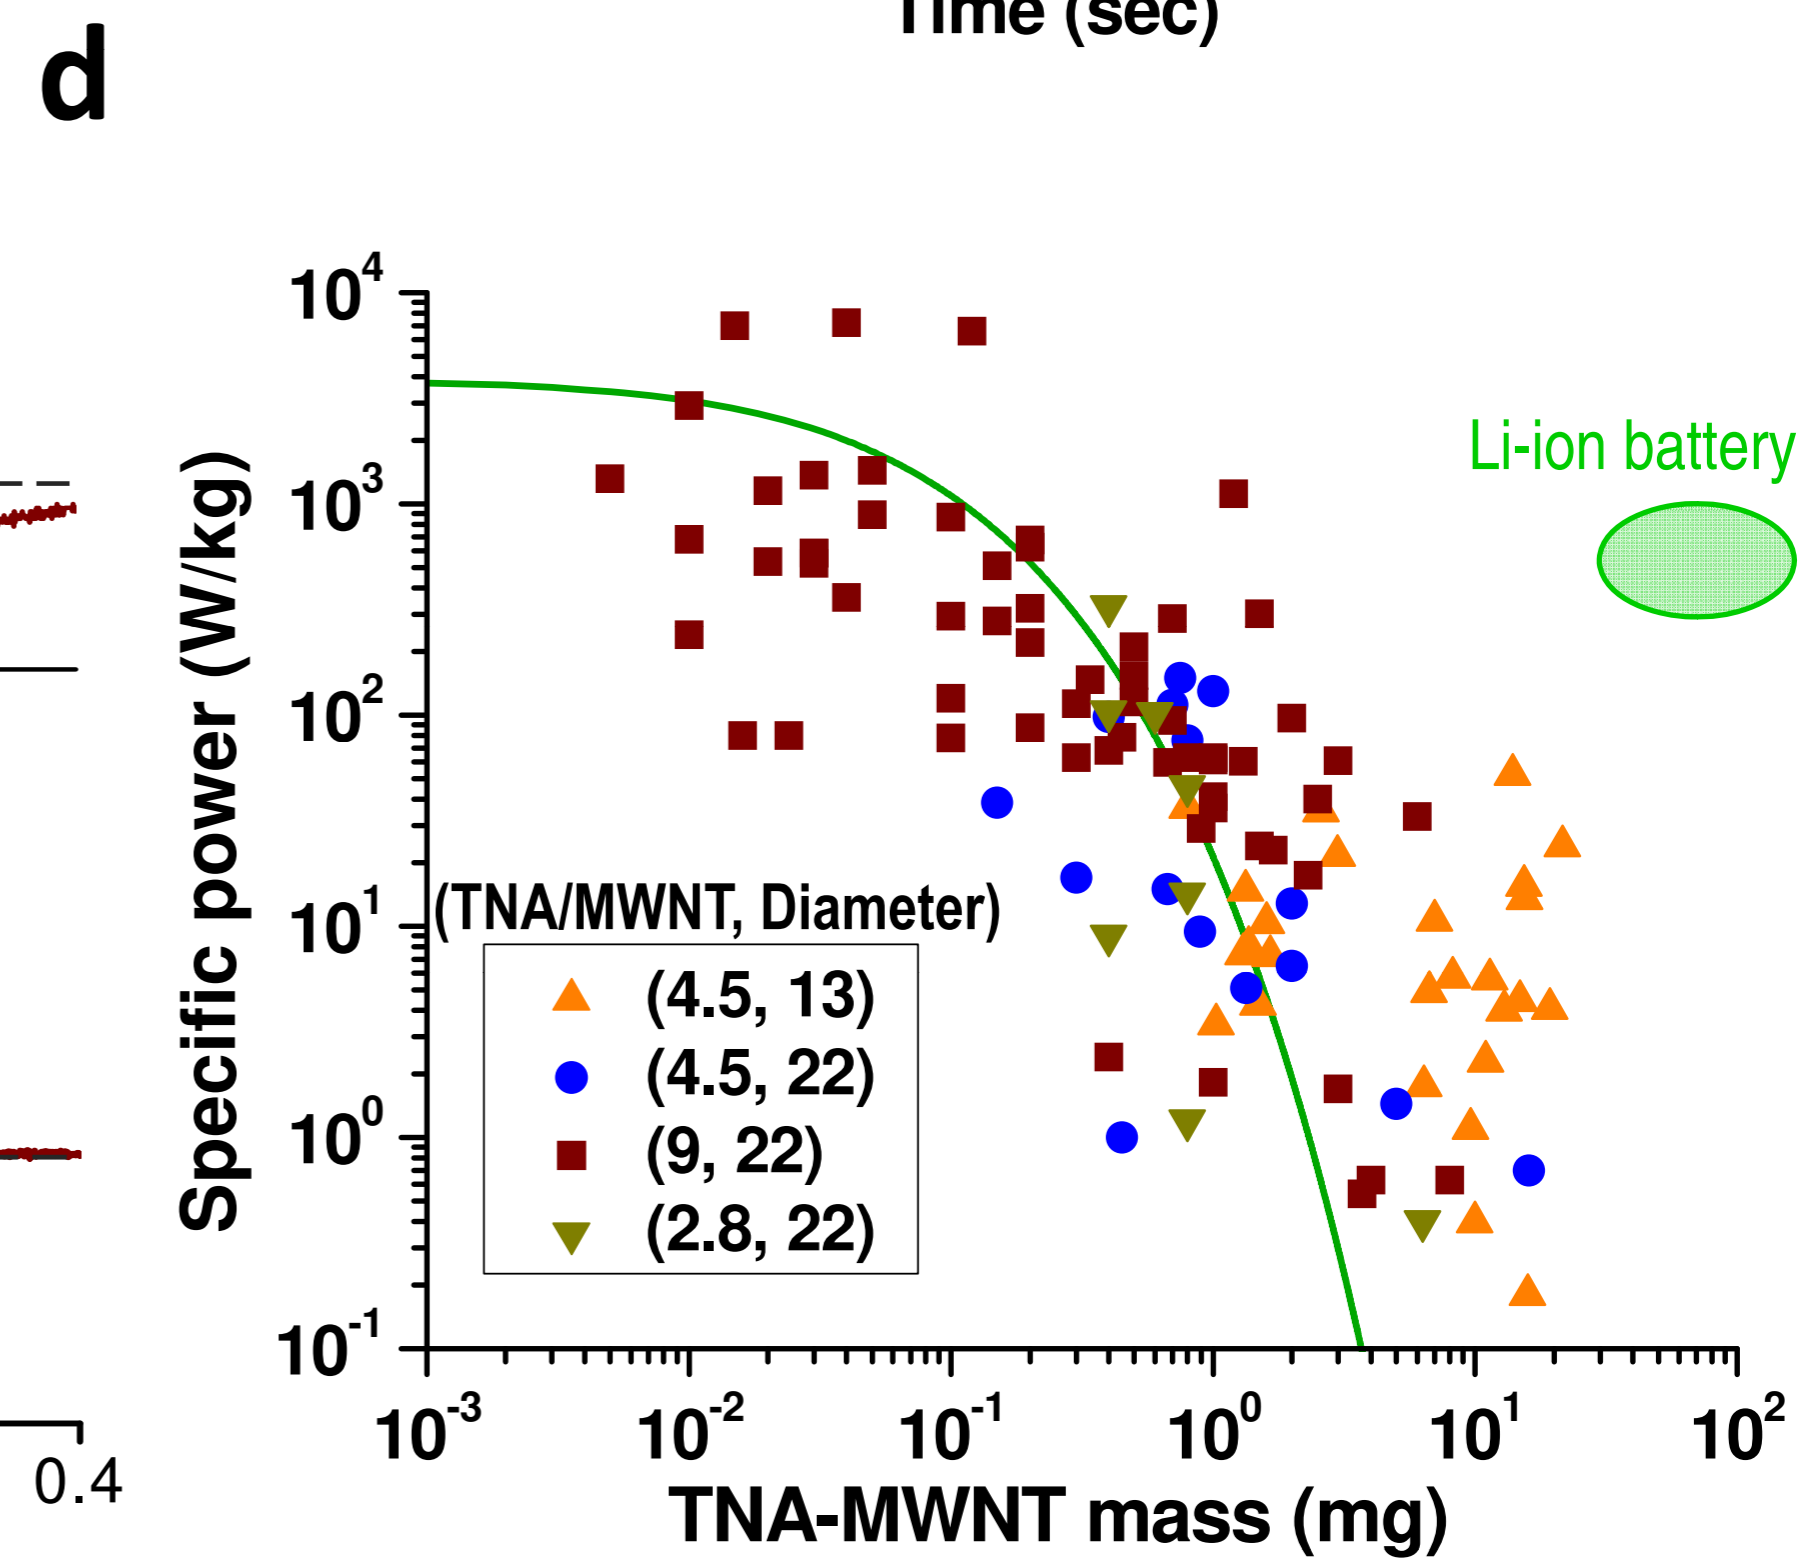 Time (sec)
d
10^4
10^3
10^2
10^1
10^0
10^-1
Specific power (W/kg)
Li-ion battery
(TNA/MWNT, Diameter)
(4.5, 13)
(4.5, 22)
(9, 22)
(2.8, 22)
10^-3 10^-2 10^-1 10^0 10^1 10^2
TNA-MWNT mass (mg)
0.4